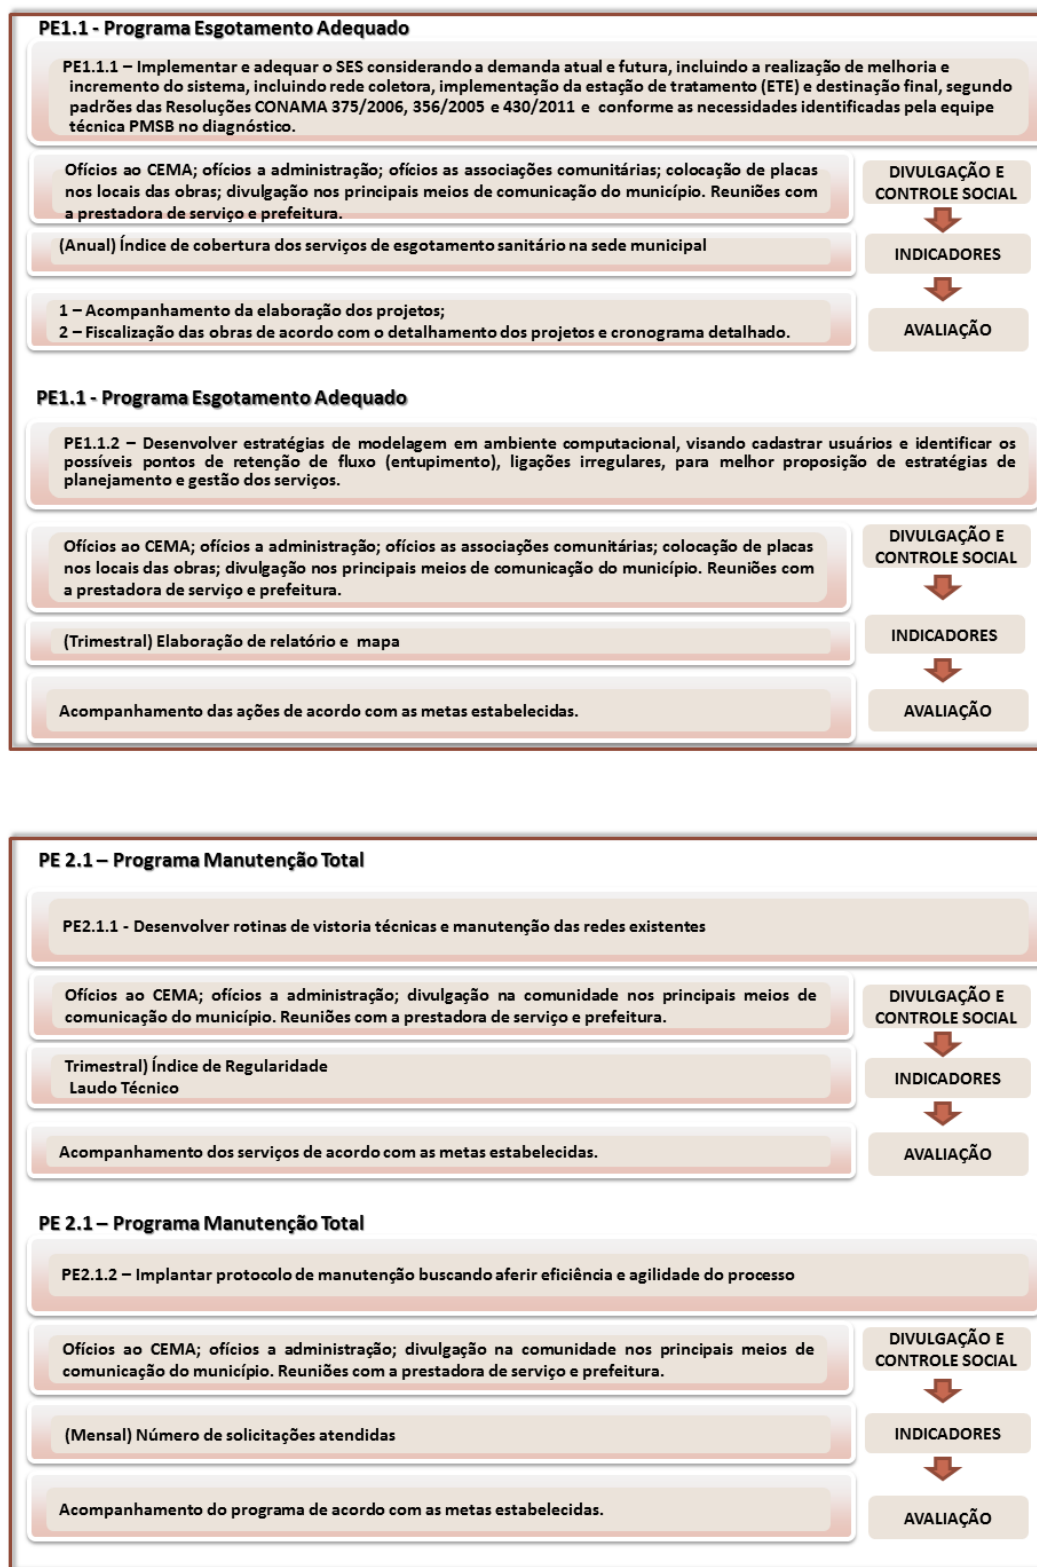 PE1.1 - Programa Esgotamento Adequado
PE1.1.1 – Implementar e adequar o SES considerando a demanda atual e futura, incluindo a realização de melhoria e
incremento do sistema, incluindo rede coletora, implementação da estação de tratamento (ETE) e destinação final, segundo
padrões das Resoluções CONAMA 375/2006, 356/2005 e 430/2011 e conforme as necessidades identificadas pela equipe
técnica PMSB no diagnóstico.
Ofícios ao CEMA; ofícios a administração; ofícios as associações comunitárias; colocação de placas
nos locais das obras; divulgação nos principais meios de comunicação do município. Reuniões com
a prestadora de serviço e prefeitura.
DIVULGAÇÃO E
CONTROLE SOCIAL
(Anual) Índice de cobertura dos serviços de esgotamento sanitário na sede municipal
INDICADORES
1 – Acompanhamento da elaboração dos projetos;
2 – Fiscalização das obras de acordo com o detalhamento dos projetos e cronograma detalhado.
AVALIAÇÃO
PE1.1 - Programa Esgotamento Adequado
PE1.1.2 – Desenvolver estratégias de modelagem em ambiente computacional, visando cadastrar usuários e identificar os
possíveis pontos de retenção de fluxo (entupimento), ligações irregulares, para melhor proposição de estratégias de
planejamento e gestão dos serviços.
Ofícios ao CEMA; ofícios a administração; ofícios as associações comunitárias; colocação de placas
nos locais das obras; divulgação nos principais meios de comunicação do município. Reuniões com
a prestadora de serviço e prefeitura.
DIVULGAÇÃO E
CONTROLE SOCIAL
(Trimestral) Elaboração de relatório e mapa
INDICADORES
Acompanhamento das ações de acordo com as metas estabelecidas.
AVALIAÇÃO
PE 2.1 – Programa Manutenção Total
PE2.1.1 - Desenvolver rotinas de vistoria técnicas e manutenção das redes existentes
Ofícios ao CEMA; ofícios a administração; divulgação na comunidade nos principais meios de
comunicação do município. Reuniões com a prestadora de serviço e prefeitura.
DIVULGAÇÃO E
CONTROLE SOCIAL
Trimestral) Índice de Regularidade
Laudo Técnico
INDICADORES
Acompanhamento dos serviços de acordo com as metas estabelecidas.
AVALIAÇÃO
PE 2.1 – Programa Manutenção Total
PE2.1.2 – Implantar protocolo de manutenção buscando aferir eficiência e agilidade do processo
Ofícios ao CEMA; ofícios a administração; divulgação na comunidade nos principais meios de
comunicação do município. Reuniões com a prestadora de serviço e prefeitura.
DIVULGAÇÃO E
CONTROLE SOCIAL
(Mensal) Número de solicitações atendidas
INDICADORES
Acompanhamento do programa de acordo com as metas estabelecidas.
AVALIAÇÃO